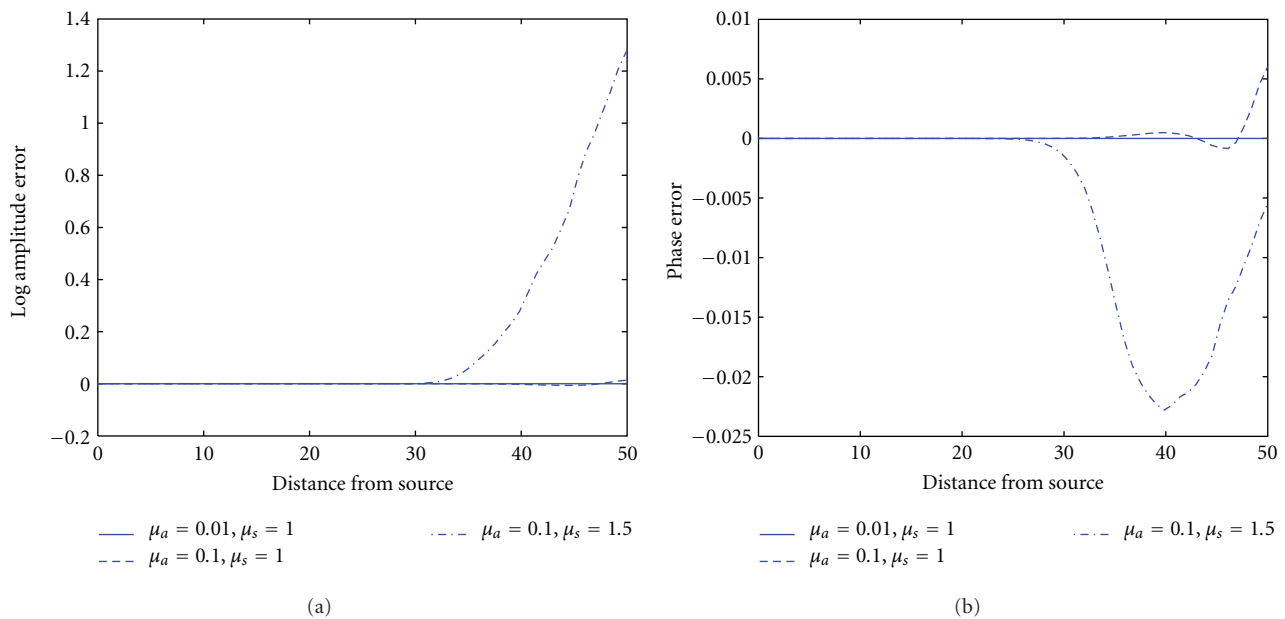 1.4
1.2
1
0.8
0.6
0.4
0.2
0
−0.2
Log amplitude error
0 10 20 30 40 50
Distance from source
μa = 0.01, μs = 1
μa = 0.1, μs = 1
μa = 0.1, μs = 1.5
(a)
0.01
0.005
0
−0.005
−0.01
−0.015
−0.02
−0.025
Phase error
0 10 20 30 40 50
Distance from source
μa = 0.01, μs = 1
μa = 0.1, μs = 1
μa = 0.1, μs = 1.5
(b)